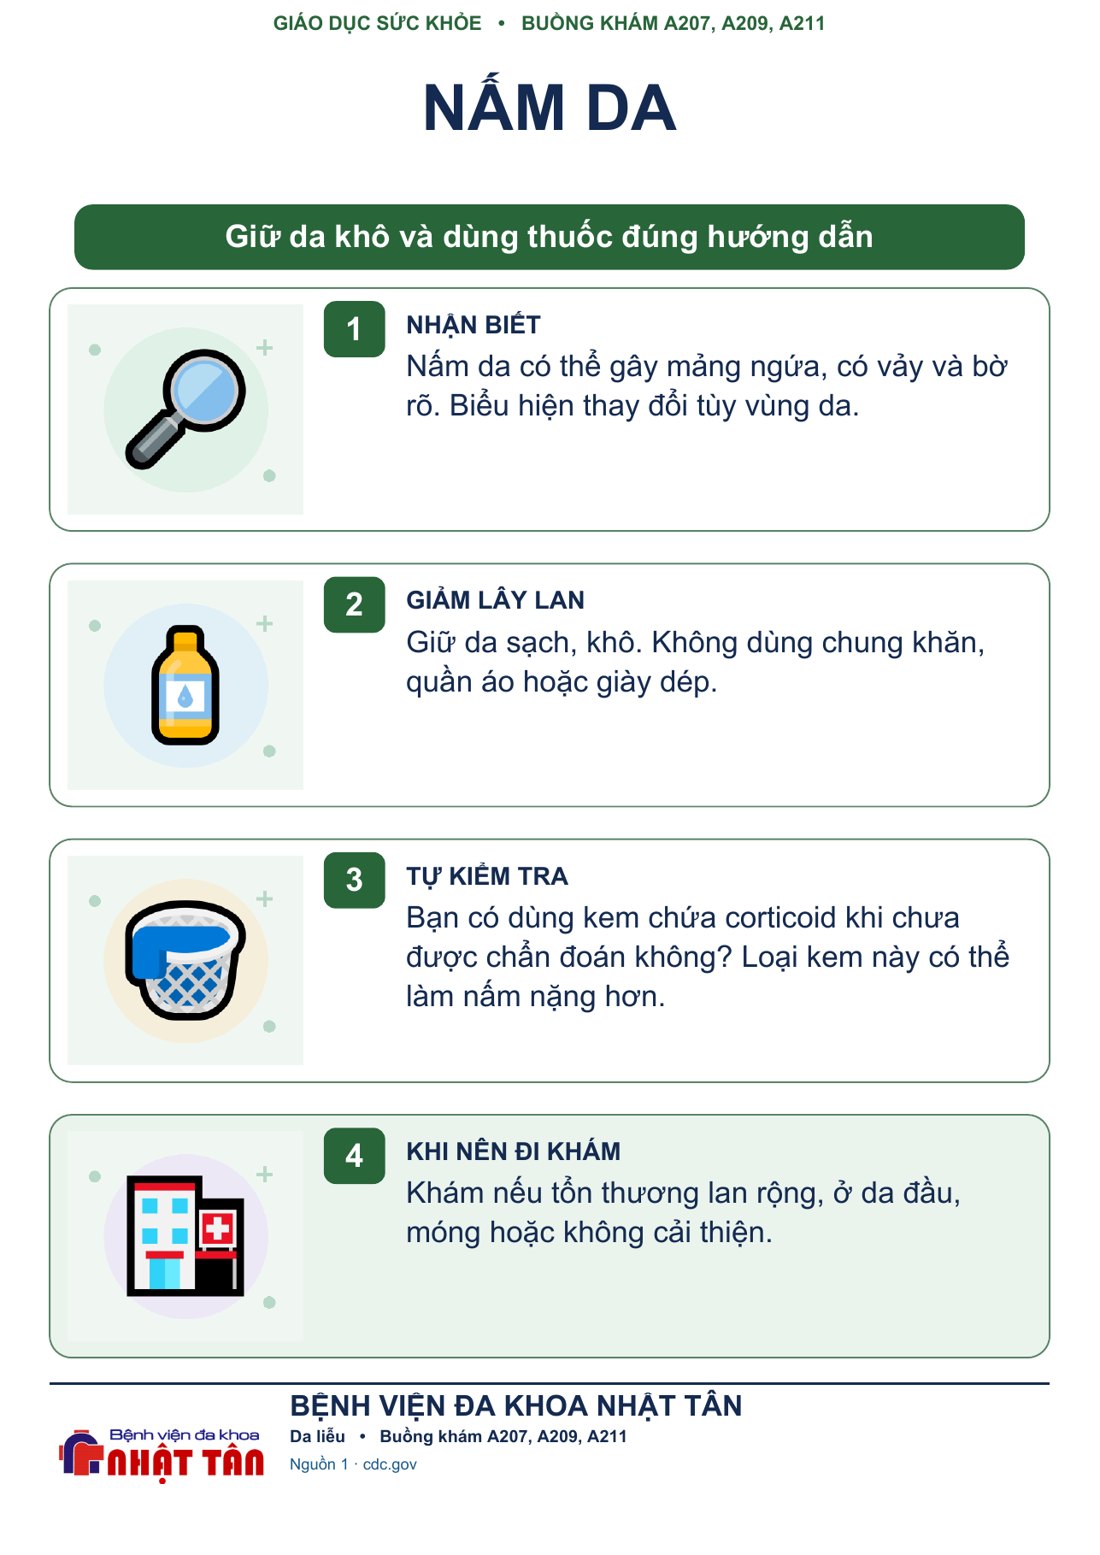 GIÁO DỤC SỨC KHỎE • BUỒNG KHÁM A207, A209, A211
NẤM DA
Giữ da khô và dùng thuốc đúng hướng dẫn
1
NHẬN BIẾT
Nấm da có thể gây mảng ngứa, có vảy và bờ
rõ. Biểu hiện thay đổi tùy vùng da.
2
GIẢM LÂY LAN
Giữ da sạch, khô. Không dùng chung khăn,
quần áo hoặc giày dép.
3
TỰ KIỂM TRA
Bạn có dùng kem chứa corticoid khi chưa
được chẩn đoán không? Loại kem này có thể
làm nấm nặng hơn.
4
KHI NÊN ĐI KHÁM
Khám nếu tổn thương lan rộng, ở da đầu,
móng hoặc không cải thiện.
BỆNH VIỆN ĐA KHOA NHẬT TÂN
Da liễu • Buồng khám A207, A209, A211
Nguồn 1 · cdc.gov
Bệnh viện đa khoa
NHẬT TÂN